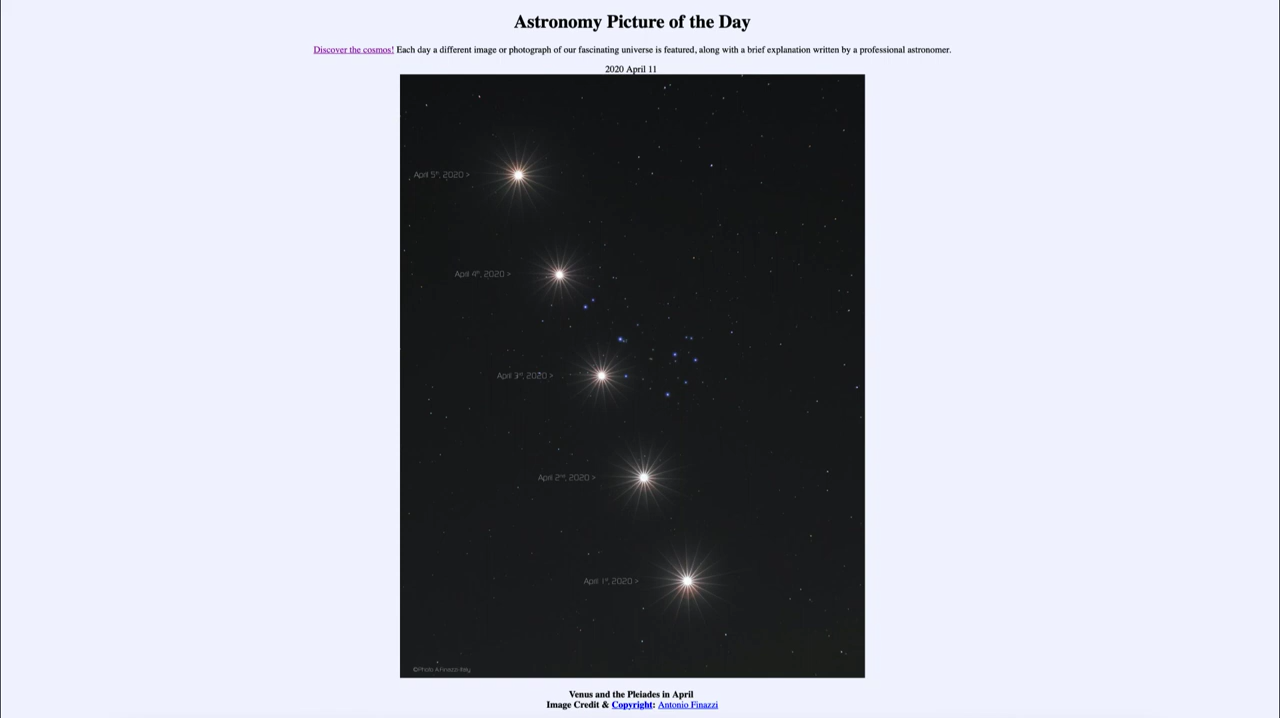 Astronomy Picture of the Day
Discover the cosmos! Each day a different image or photograph of our fascinating universe is featured, along with a brief explanation written by a professional astronomer.
2020 April 11
April 5th, 2020 >
April 4th, 2020 >
April 3rd, 2020 >
April 2nd, 2020 >
April 1st, 2020 >
©Photo A.Finazzi Italy
Venus and the Pleiades in April
Image Credit & Copyright: Antonio Finazzi